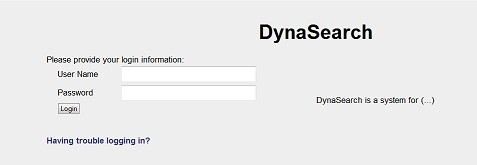 DynaSearch
Please provide your login information:
User Name
Password
DynaSearch is a system for (...)
Login
Having trouble logging in?